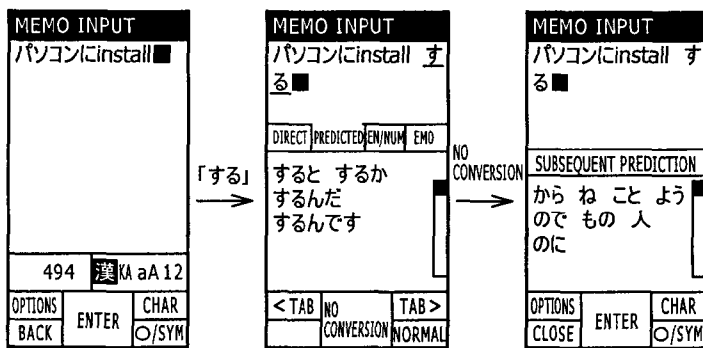 MEMO INPUT
パソコンにinstall
494 漢 KA aA 12
OPTIONS ENTER CHAR
BACK O/SYM
「する」
MEMO INPUT
パソコンにinstall す
る
DIRECT PREDICTED EN/NUM EMO
すると するか
するんだ
するんです
<TAB NO CONVERSION TAB>
NORMAL
NO
CONVERSION
MEMO INPUT
パソコンにinstall す
る
SUBSEQUENT PREDICTION
から ね こと よう
ので もの 人
のに
OPTIONS ENTER CHAR
CLOSE O/SYM